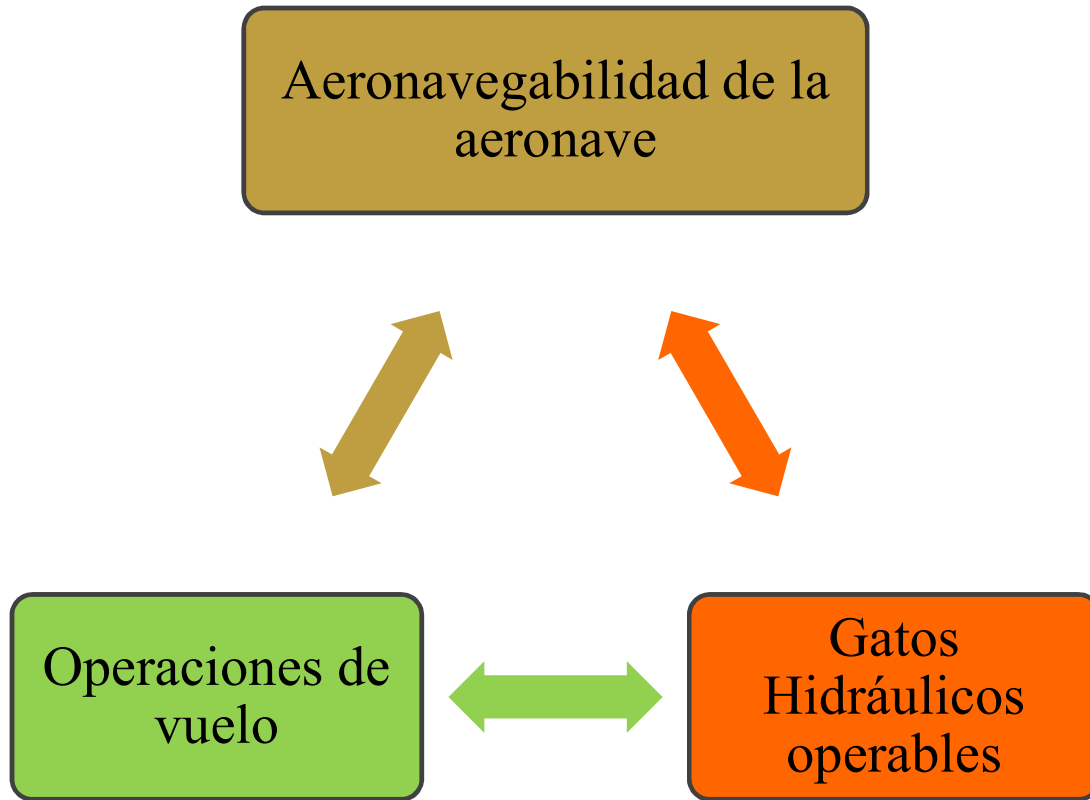 Aeronavegabilidad de la
aeronave
Operaciones de
vuelo
Gatos
Hidráulicos
operables